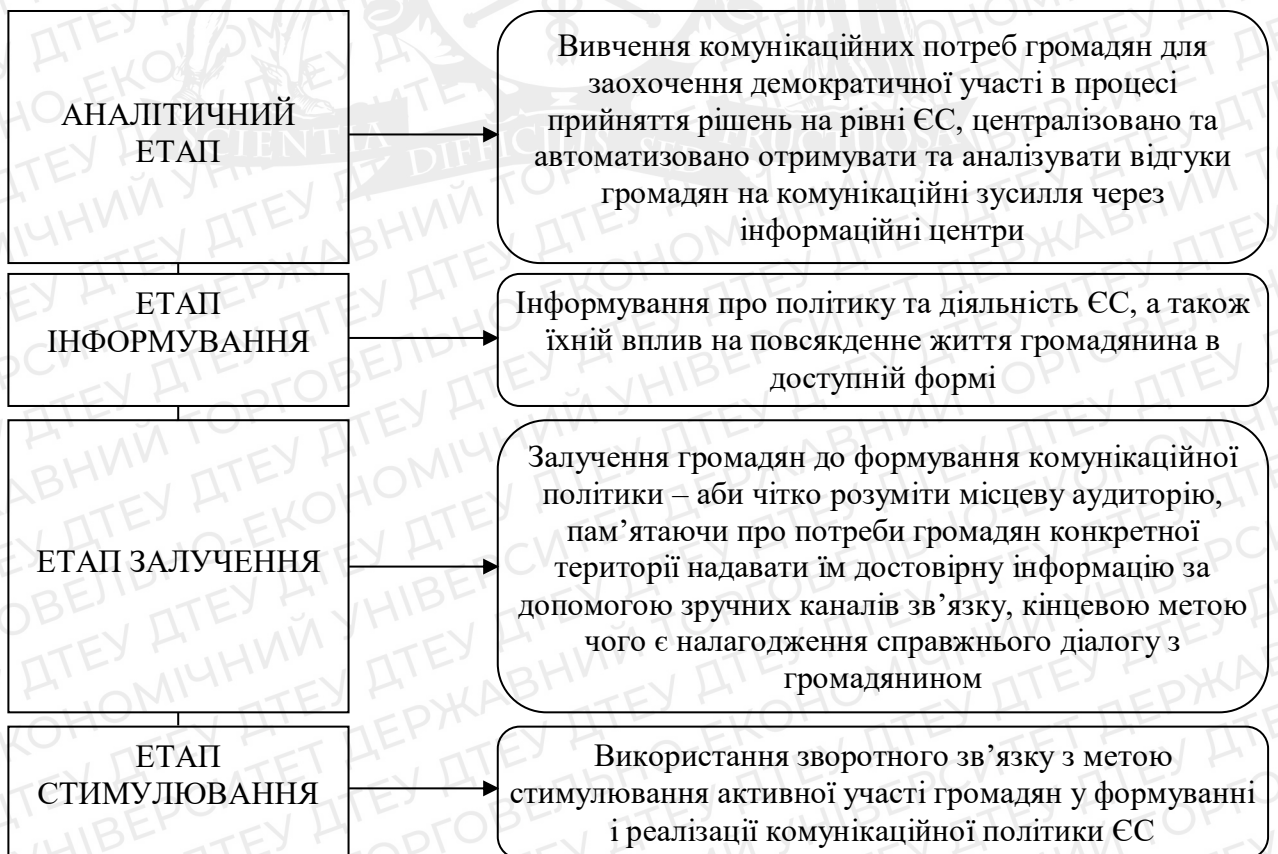 АНАЛІТИЧНИЙ
ЕТАП
Вивчення комунікаційних потреб громадян для
заохочення демократичної участі в процесі
прийняття рішень на рівні ЄС, централізовано та
автоматизовано отримувати та аналізувати відгуки
громадян на комунікаційні зусилля через
інформаційні центри
ЕТАП
ІНФОРМУВАННЯ
Інформування про політику та діяльність ЄС, а також
їхній вплив на повсякденне життя громадянина в
доступній формі
ЕТАП ЗАЛУЧЕННЯ
Залучення громадян до формування комунікаційної
політики – аби чітко розуміти місцеву аудиторію,
пам’ятаючи про потреби громадян конкретної
території надавати їм достовірну інформацію за
допомогою зручних каналів зв’язку, кінцевою метою
чого є налагодження справжнього діалогу з
громадянином
ЕТАП
СТИМУЛЮВАННЯ
Використання зворотного зв’язку з метою
стимулювання активної участі громадян у формуванні
і реалізації комунікаційної політики ЄС